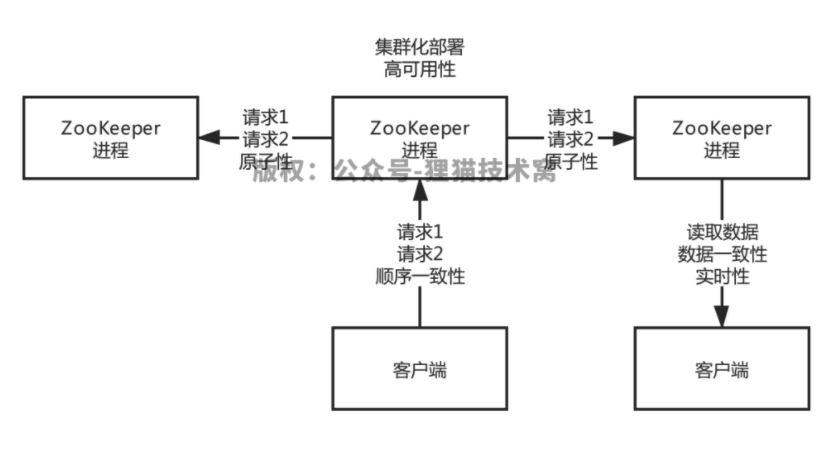 集群化部署
高可用性
ZooKeeper
进程
请求1
请求2
原子性
ZooKeeper
进程
请求1
请求2
原子性
ZooKeeper
进程
版权：公众号-狸猫技术窝
请求1
请求2
顺序一致性
读取数据
数据一致性
实时性
客户端
客户端